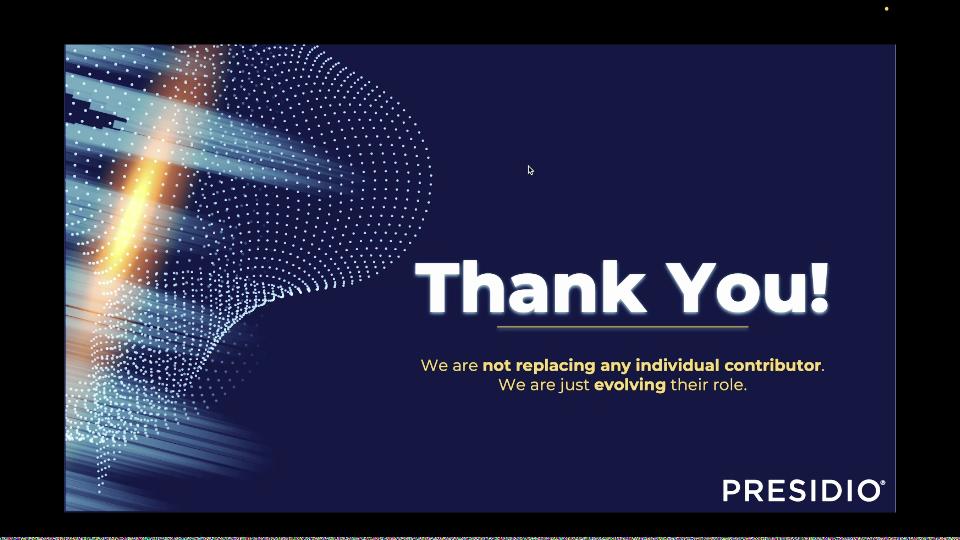 Thank You!
We are not replacing any individual contributor.
We are just evolving their role.
PRESIDIO®